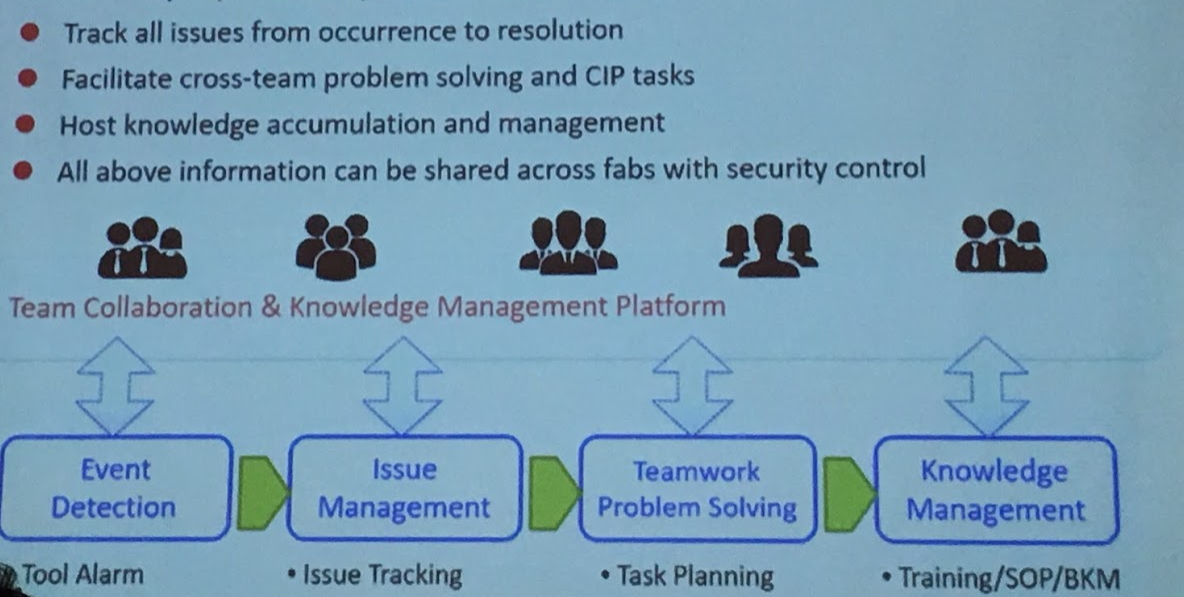 Track all issues from occurrence to resolution
Facilitate cross-team problem solving and CIP tasks
Host knowledge accumulation and management
All above information can be shared across fabs with security control
Team Collaboration & Knowledge Management Platform
Event
Detection
Issue
Management
Teamwork
Problem Solving
Knowledge
Management
Tool Alarm
• Issue Tracking
• Task Planning
• Training/SOP/BKM